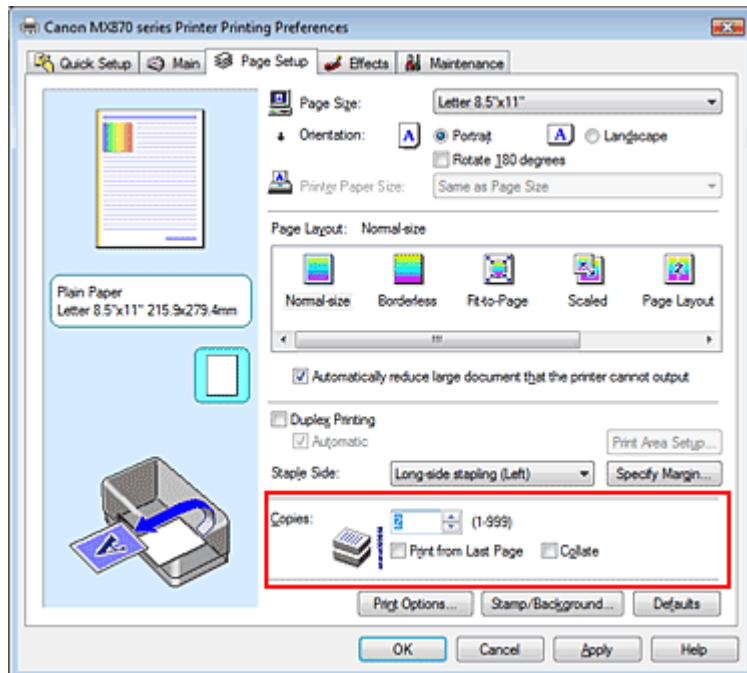 Canon MX870 series Printer Printing Preferences
Quick Setup Main Page Setup Effects Maintenance
Page Size: Letter 8.5"x11"
Orientation: A Portrait A Landscape
Rotate 180 degrees
Printer Paper Size: Same as Page Size
Page Layout: Normal-size
Normal-size Borderless Fit-to-Page Scaled Page Layout
Plain Paper
Letter 8.5"x11" 215.9x279.4mm
Automatically reduce large document that the printer cannot output
Duplex Printing
Automatic
Print Area Setup...
Staple Side: Long-side stapling (Left) Specify Margin...
Copies: 2 (1-999)
Print from Last Page Collate
Print Options... Stamp/Background... Defaults
OK Cancel Apply Help